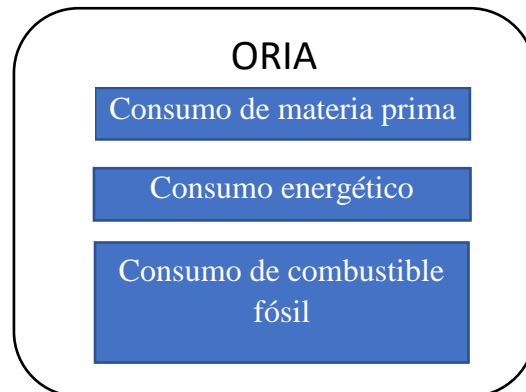 ORIA
Consumo de materia prima
Consumo energético
Consumo de combustible
fósil